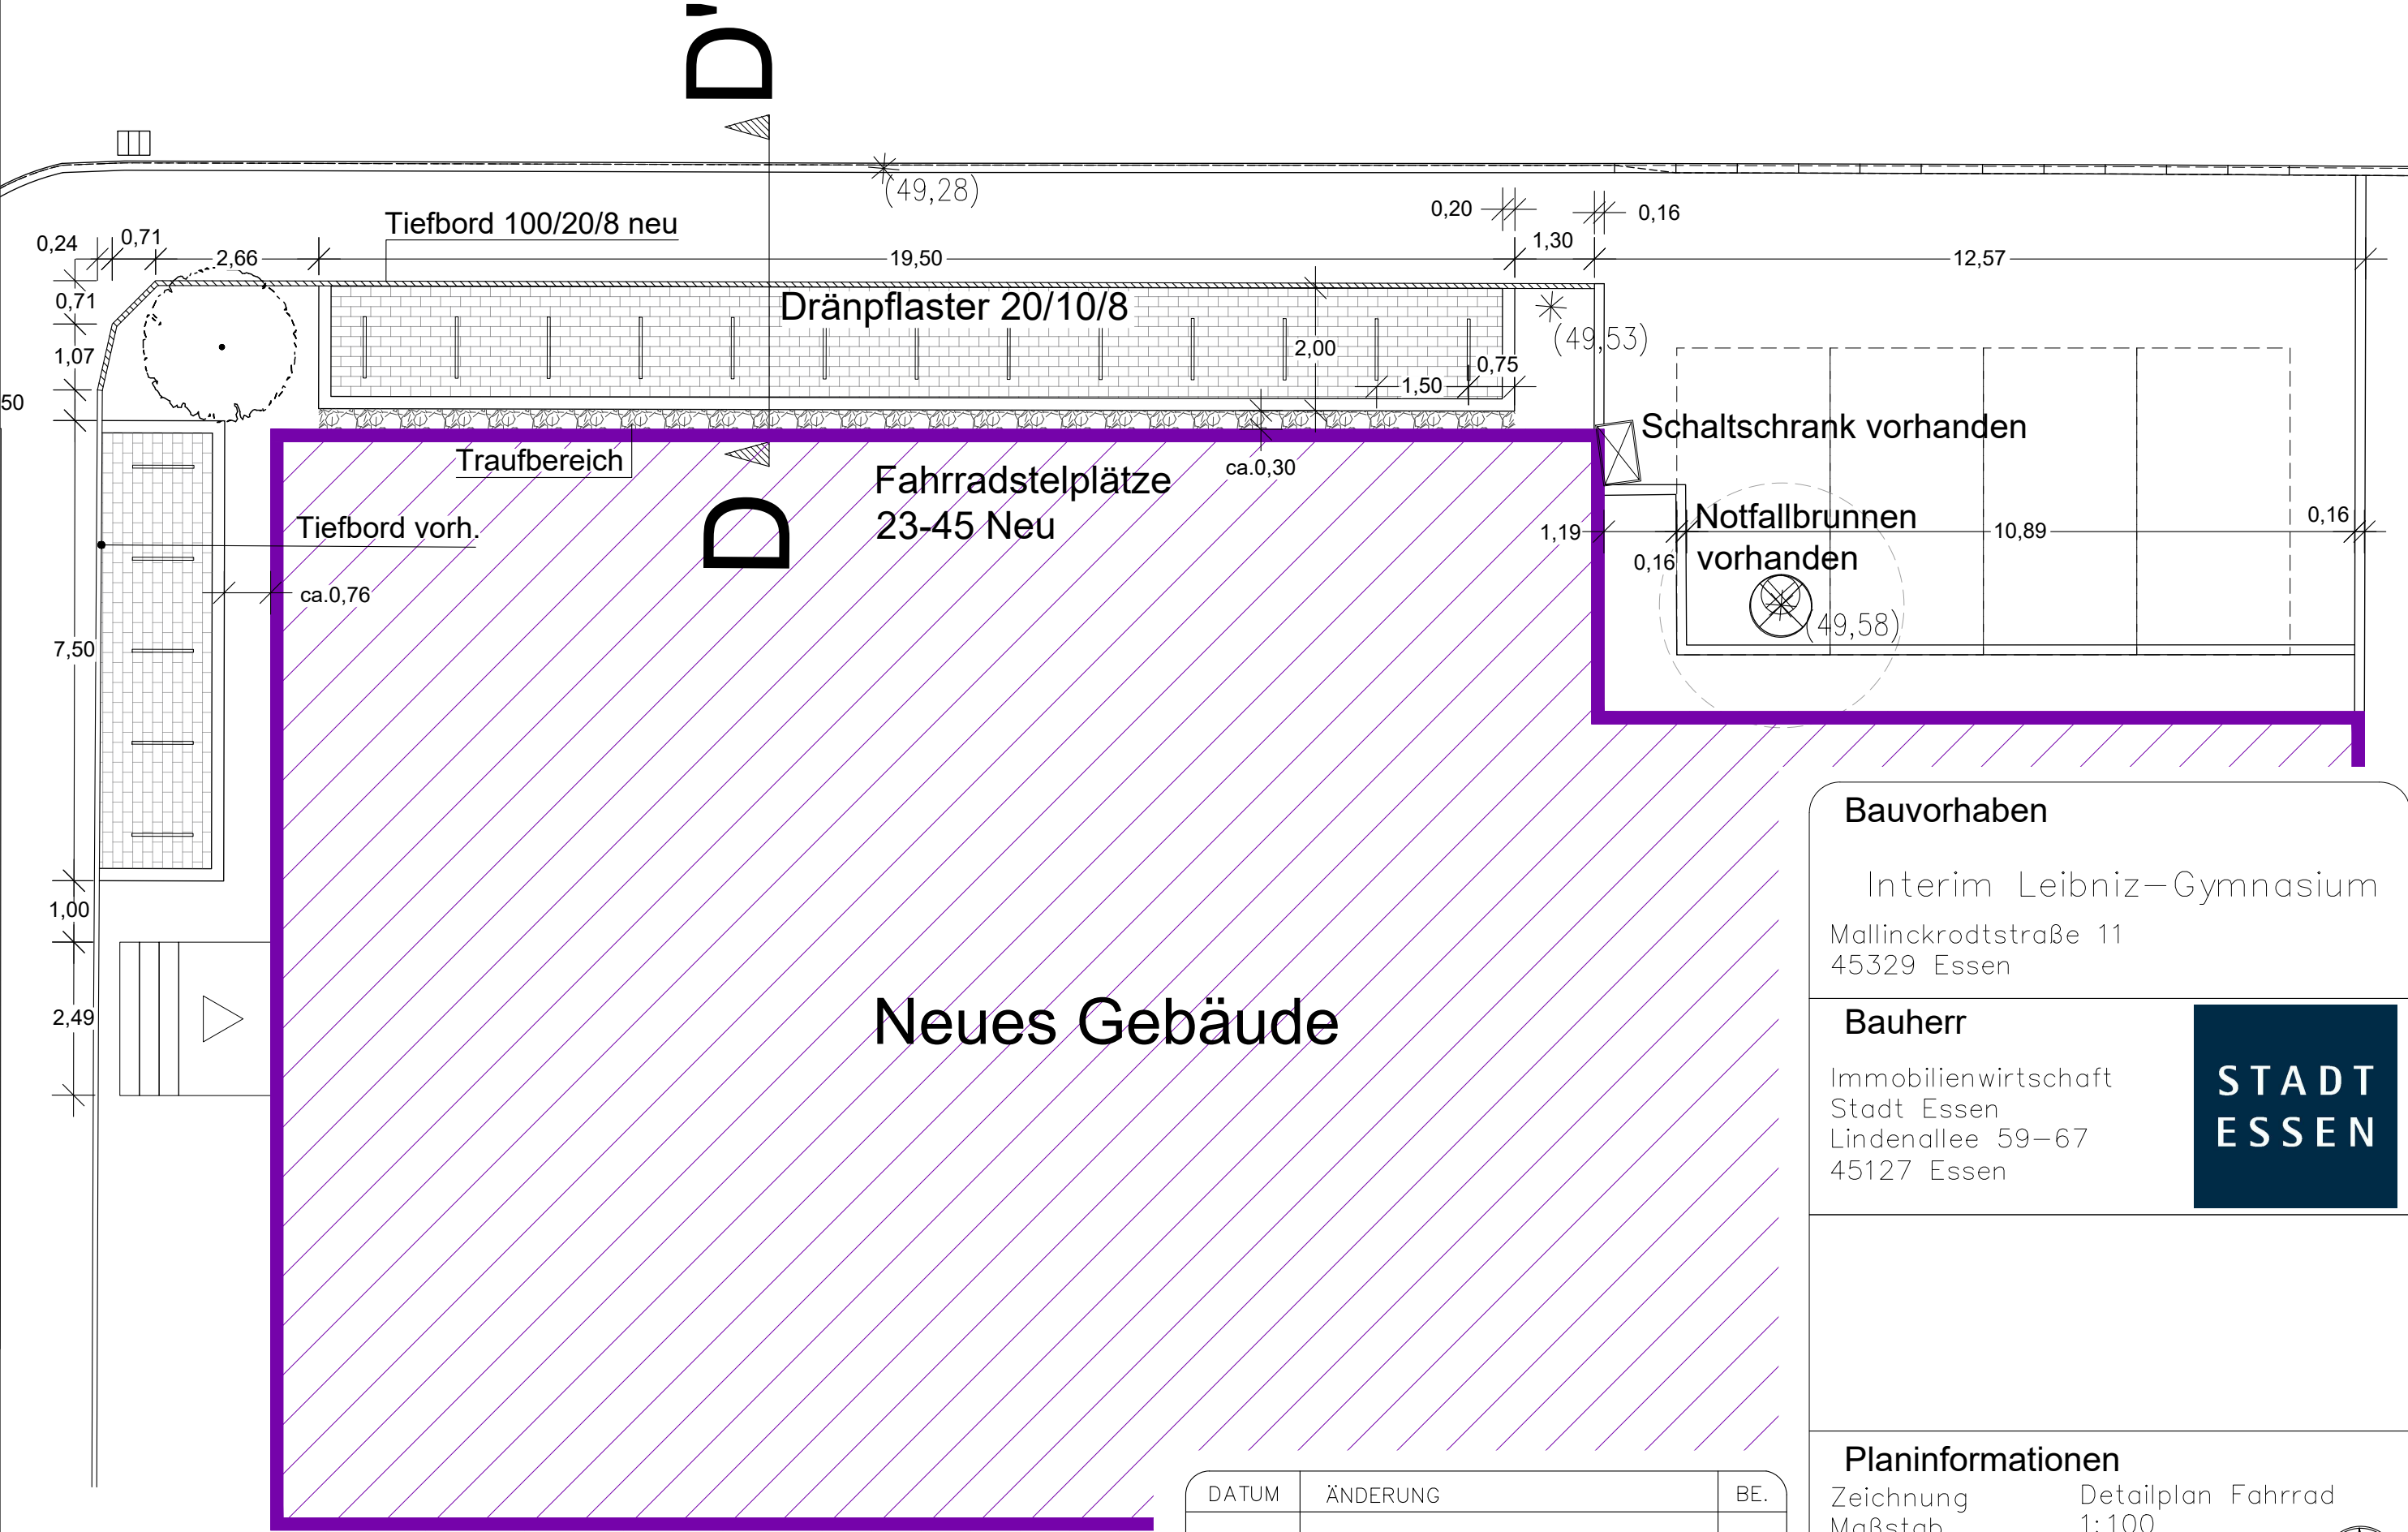 D'
(49,28)
Tiefbord 100/20/8 neu
0,20
0,16
0,24
0,71
2,66
19,50
1,30
12,57
0,71
Dränpflaster 20/10/8
(49,53)
1,07
2,00
0,75
1,50
50
Schaltschrank vorhanden
Traufbereich
Fahrradstelplätze
23-45 Neu
ca.0,30
D
Tiefbord vorh.
Notfallbrunnen
vorhanden
1,19
0,16
10,89
0,16
ca.0,76
(49,58)
7,50
1,00
2,49
Neues Gebäude
Bauvorhaben
Interim Leibniz-Gymnasium
Mallinckrodtstraße 11
45329 Essen
Bauherr
Immobilienwirtschaft
Stadt Essen
Lindenallee 59-67
45127 Essen
STADT
ESSEN
Planinformationen
Zeichnung Detailplan Fahrrad
Maßstab 1:100
DATUM ÄNDERUNG BE.